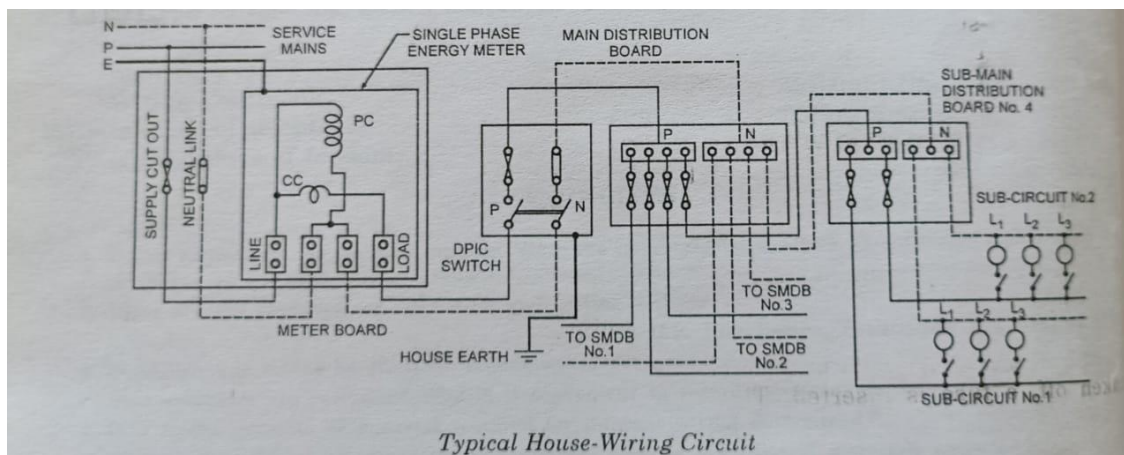 N
P
E
SERVICE
MAINS
SINGLE PHASE
ENERGY METER
MAIN DISTRIBUTION
BOARD
SUB-MAIN
DISTRIBUTION
BOARD No. 4
SUPPLY CUT OUT
NEUTRAL LINK
PC
CC
LINE
LOAD
METER BOARD
P
N
DPIC
SWITCH
HOUSE EARTH
P
N
TO SMDB
No.1
TO SMDB
No.2
TO SMDB
No.3
P
N
SUB-CIRCUIT No.2
L1 L2 L3
L1 L2 L3
SUB-CIRCUIT No.1
Typical House-Wiring Circuit